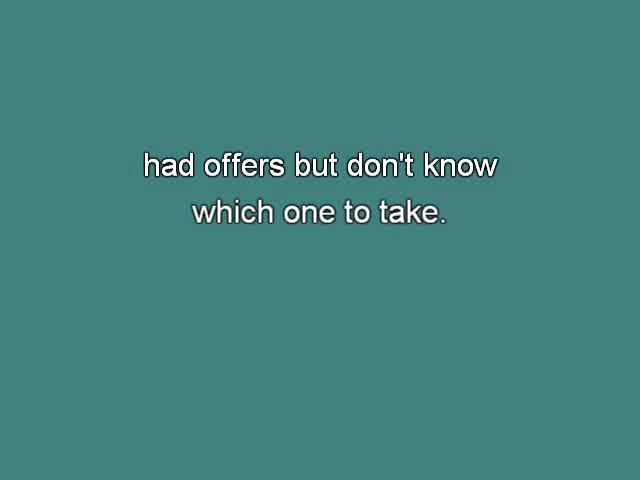 had offers but don't know
which one to take.